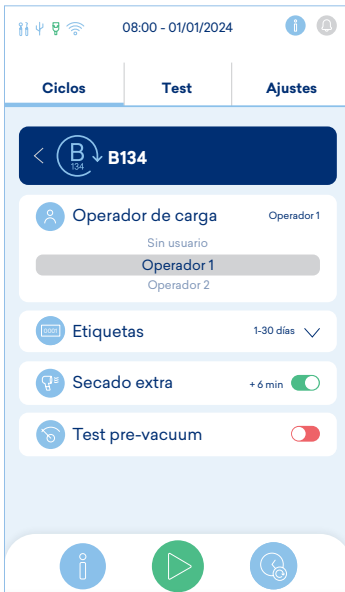 08:00 - 01/01/2024
Ciclos Test Ajustes
B 134 B134
Operador de carga Operador 1
Sin usuario
Operador 1
Operador 2
0001 Etiquetas 1-30 días
Secado extra + 6 min
Test pre-vacuum